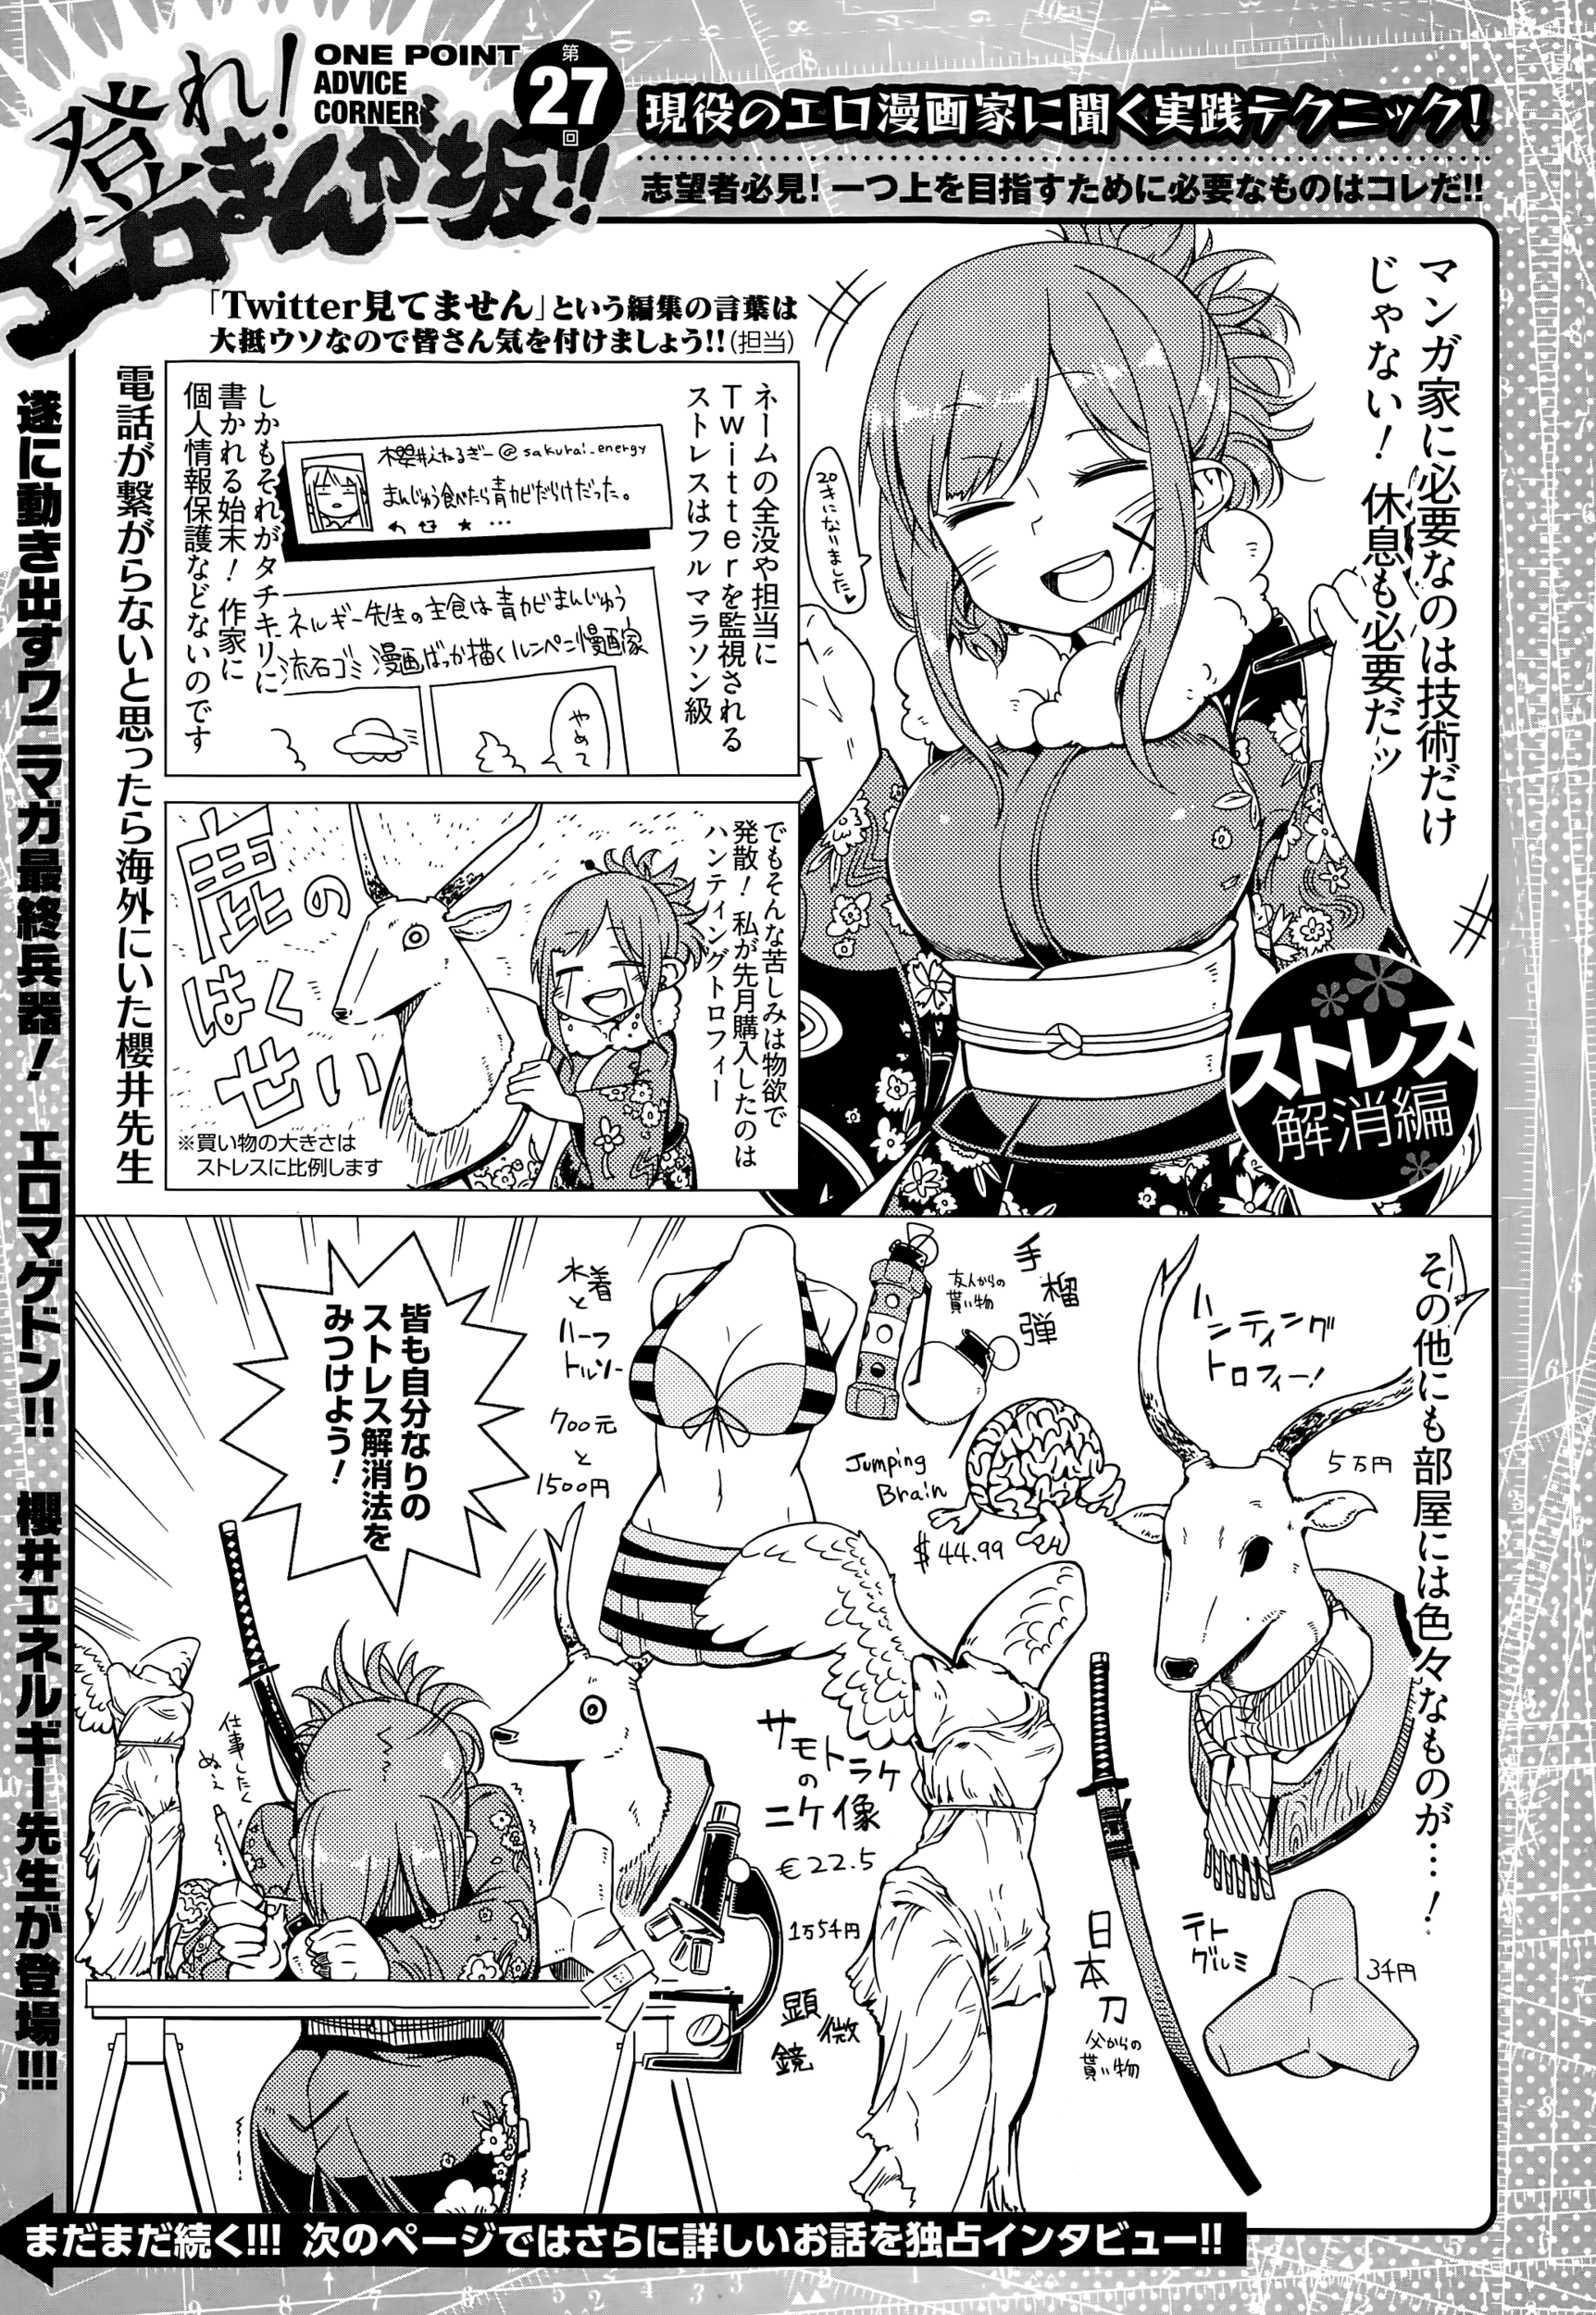 登れ!
エロまんが坂!!
ONE POINT
ADVICE
CORNER
第
27
回
現役のエロ漫画家に聞く実践テクニック!
志望者必見! 一つ上を目指すために必要なものはコレだ!!
マンガ家に必要なのは技術だけ
じゃない! 休息も必要だッ
20才になりました♥
ストレス
解消編
「Twitter見てません」という編集の言葉は
大抵ウソなので皆さん気を付けましょう!!(担当)
ネームの全没や担当に
Twitterを監視される
ストレスはフルマラソン級
櫻井えねるぎー@sakurai_energy
まんじゅう食べたら青カビだらけだった。
ネルギー先生の主食は青カビまんじゅう
流石ゴミ漫画ばっか描くルンペン漫画家
やめて
しかもそれがタチキリに
書かれる始末! 作家に
個人情報保護などないのです
でもそんな苦しみは物欲で
発散! 私が先月購入したのは
ハンティングトロフィー
鹿の
はく
せい
※買い物の大きさは
ストレスに比例します
電話が繋がらないと思ったら海外にいた櫻井先生
その他にも部屋には色々なものが…!
ハンティング
トロフィー!
5万円
手榴弾
友人からの
貰い物
Jumping
Brain
$44.99
水着
と
ハーフ
トルソー
700元
と
1500円
サモトラケ
の
ニケ像
€22.5
日本刀
父からの
貰い物
テト
グルミ
34円
1万54円
顕微鏡
皆も自分なりの
ストレス解消法を
みつけよう!
仕事したく
ぬぇ
遂に動き出すワニマガ最終兵器! エロマゲドン!! 櫻井エネルギー先生が登場!!!
まだまだ続く!!! 次のページではさらに詳しいお話を独占インタビュー!!